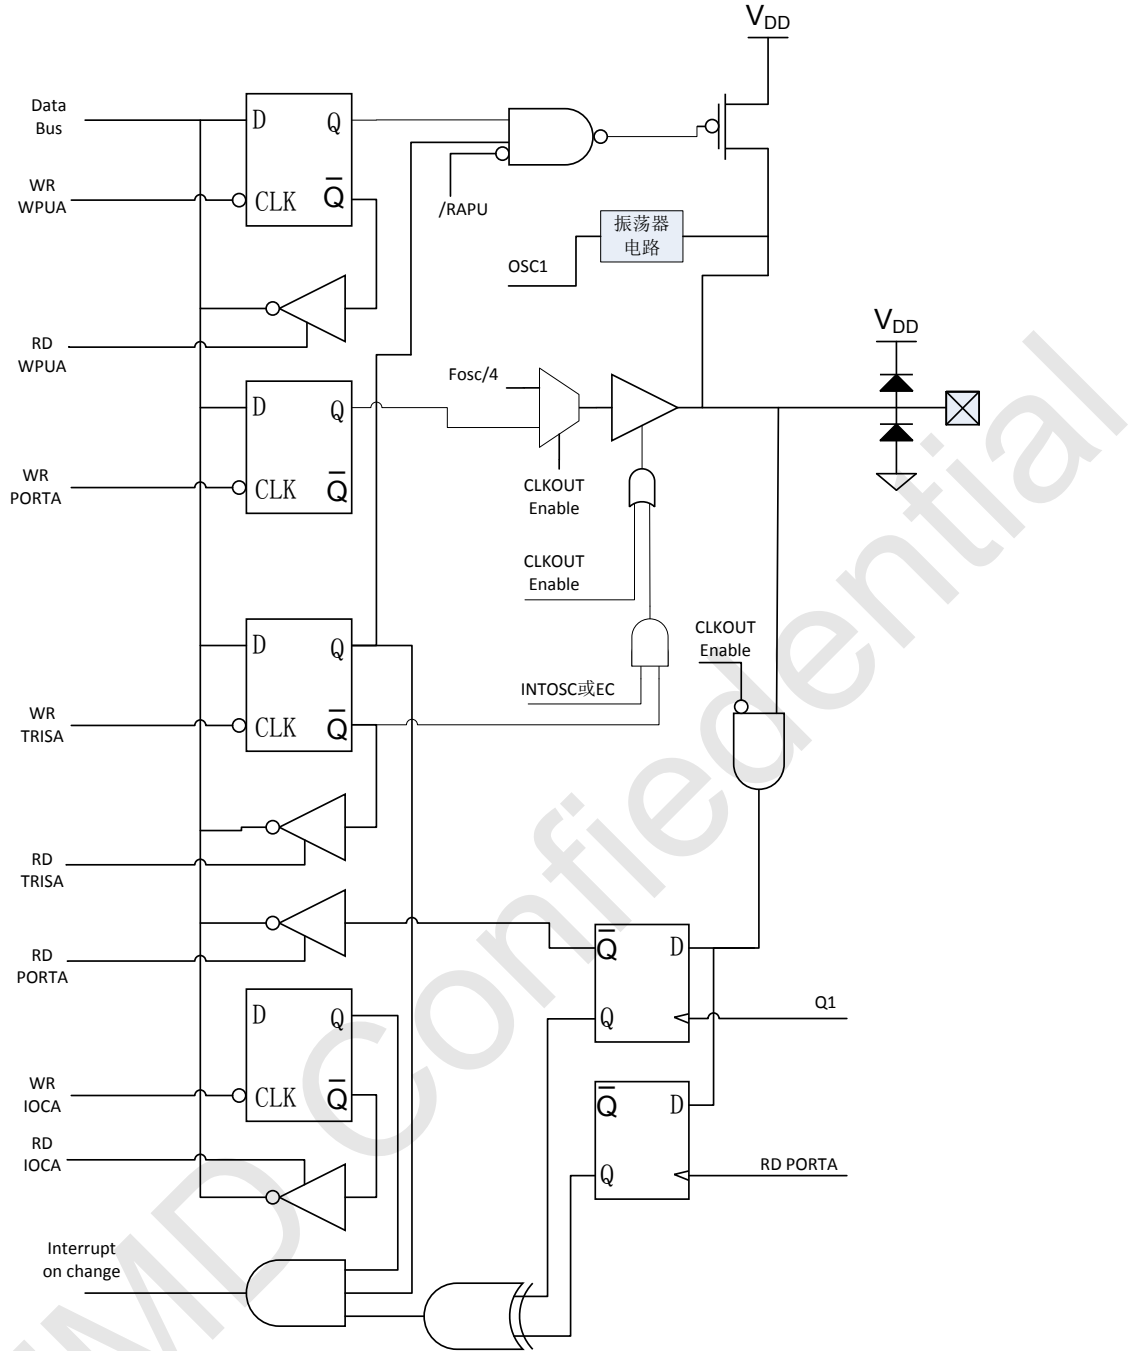 VDD
Data
Bus
D
Q
WR
WPUA
CLK
Q
/RAPU
振荡器
电路
OSC1
RD
WPUA
VDD
Fosc/4
D
Q
WR
PORTA
CLK
Q
CLKOUT
Enable
CLKOUT
Enable
D
Q
CLKOUT
Enable
INTOSC或EC
WR
TRISA
CLK
Q
RD
TRISA
RD
PORTA
Q
D
Q1
Q
D
Q
WR
IOCA
CLK
Q
Q
D
RD
IOCA
Q
RD PORTA
Interrupt
on change
MD Confiedential